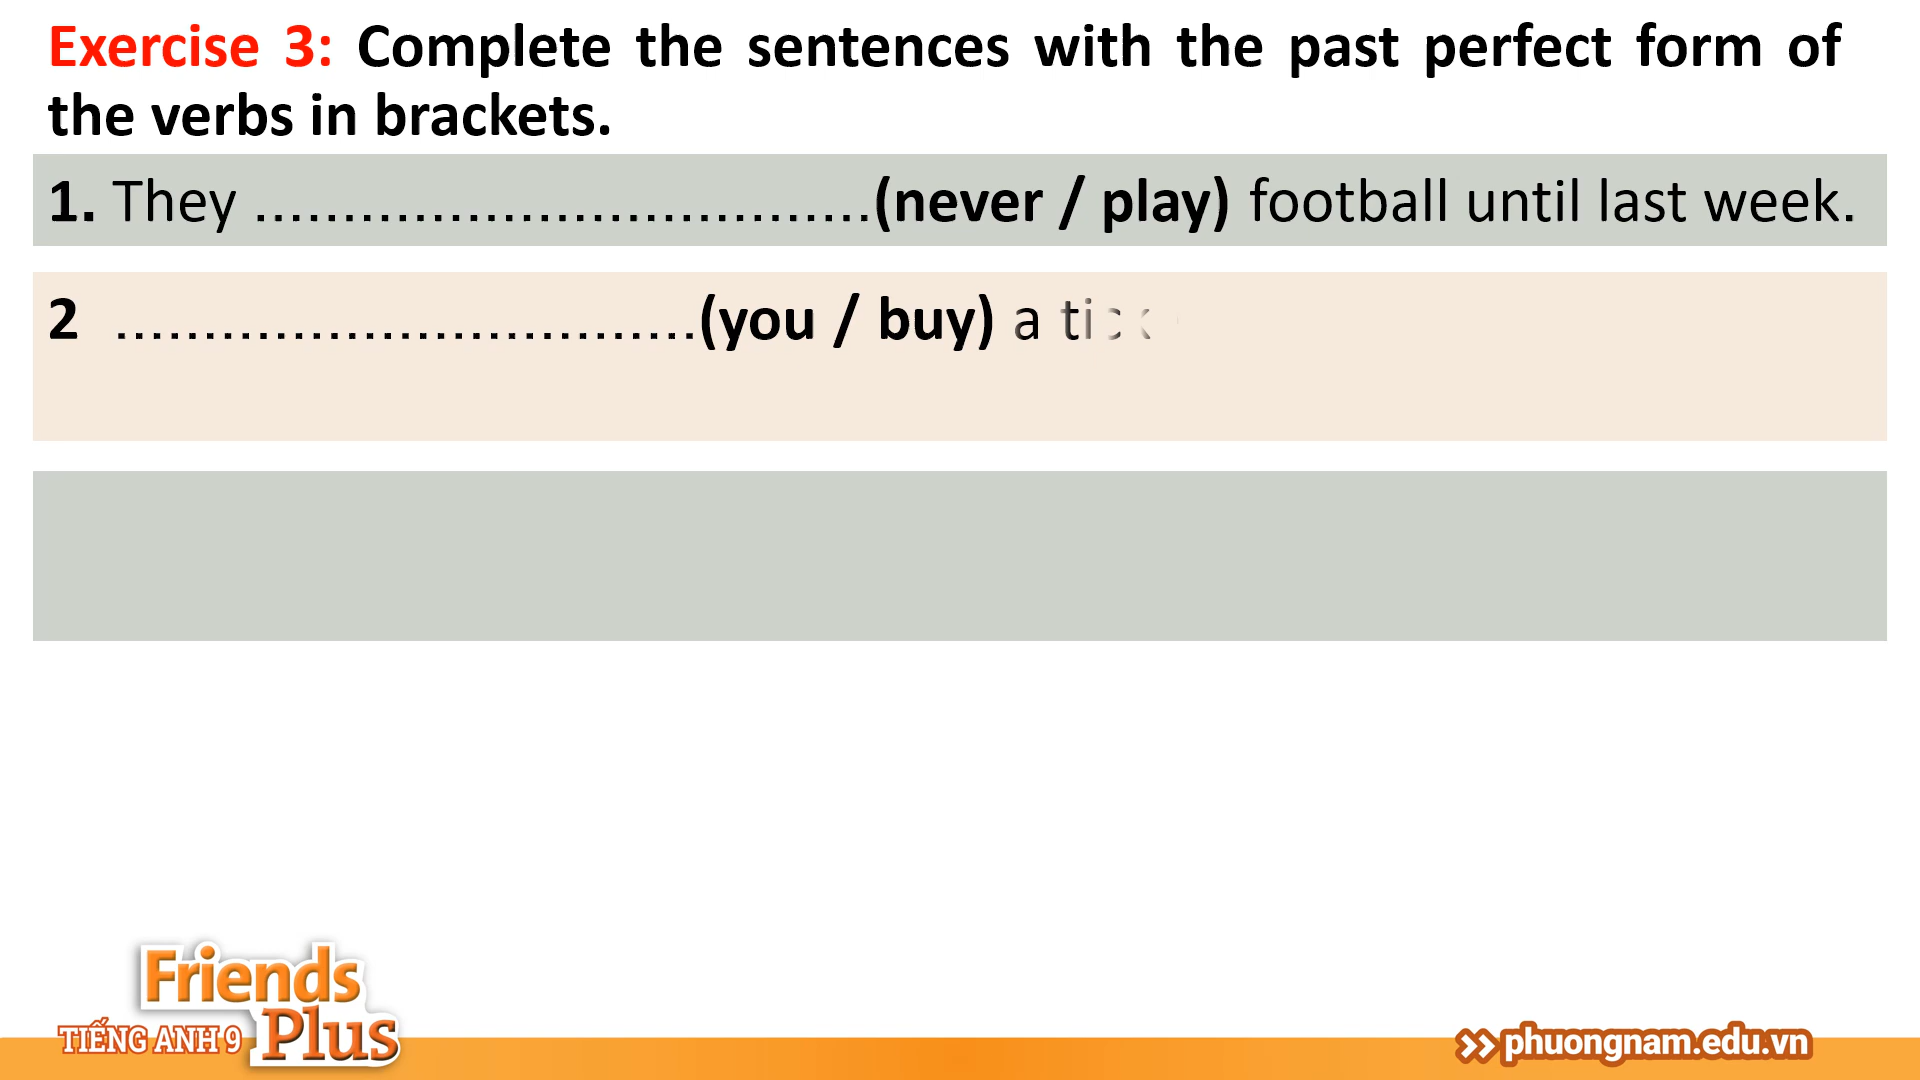 Exercise 3: Complete the sentences with the past perfect form of
the verbs in brackets.
1. They ...................................(never / play) football until last week.
2 .................................(you / buy) a
Friends
Plus
TIẾNG ANH 9
phuongnam.edu.vn